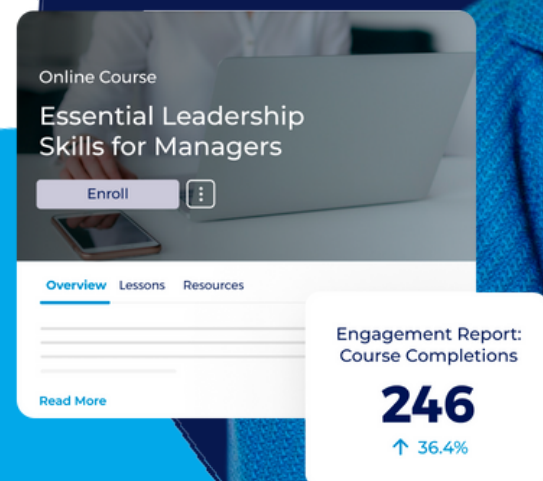 Online Course
Essential Leadership
Skills for Managers
Enroll
Overview Lessons Resources
Read More
Engagement Report:
Course Completions
246
↑ 36.4%